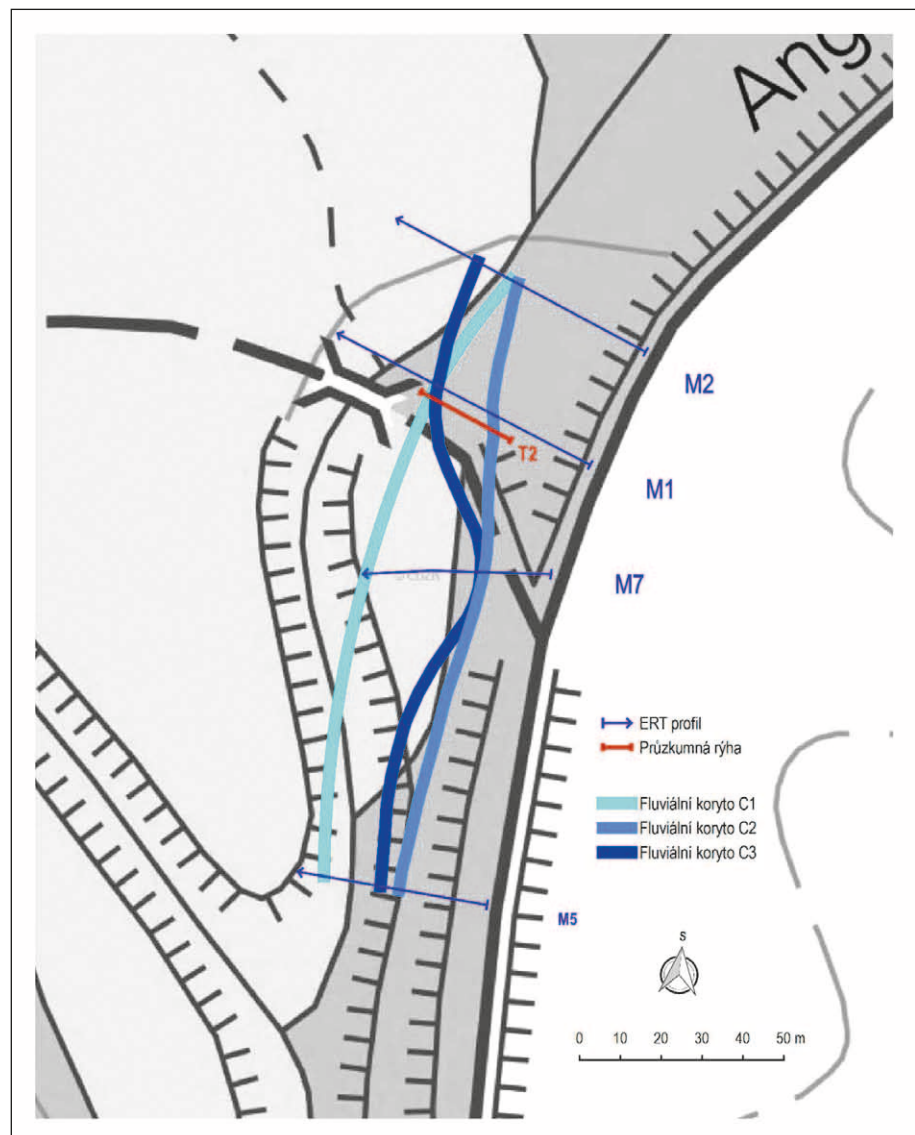 Ang
M2
T2
M1
M7
ERT profil
Průzkumná rýha
Fluviální koryto C1
Fluviální koryto C2
Fluviální koryto C3
M5
S
0 10 20 30 40 50 m